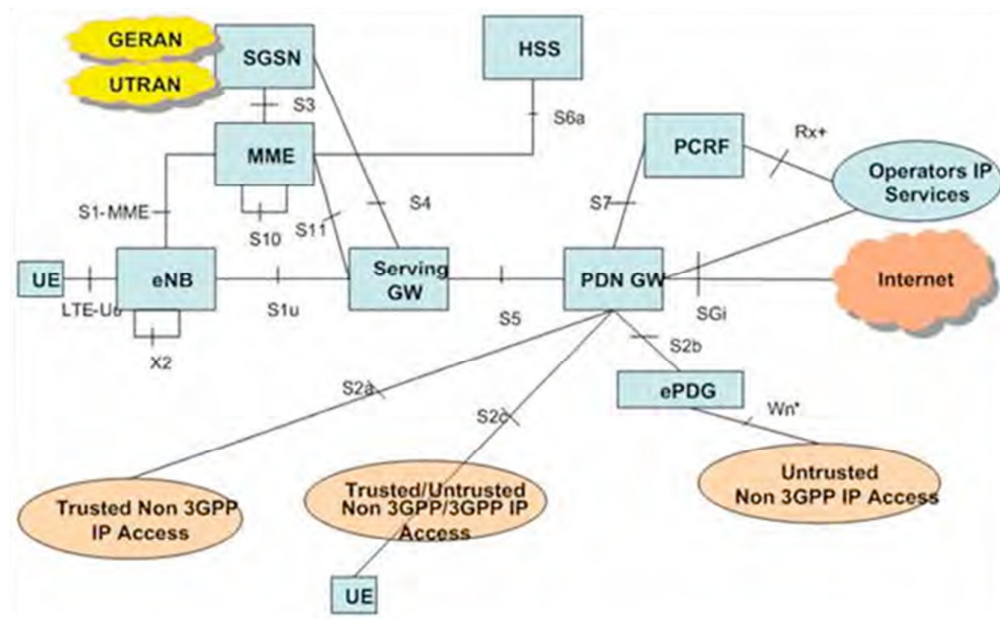 GERAN
SGSN
HSS
UTRAN
S3
S6a
MME
PCRF
Rx+
Operators IP
Services
S1-MME
S10
S11
S4
S7
UE
eNB
Serving
GW
PDN GW
Internet
LTE-Uu
S1u
S5
SGi
X2
S2b
S2a
ePDG
S2c
Wn*
Trusted Non 3GPP
IP Access
Trusted/Untrusted
Non 3GPP/3GPP IP
Access
Untrusted
Non 3GPP IP Access
UE